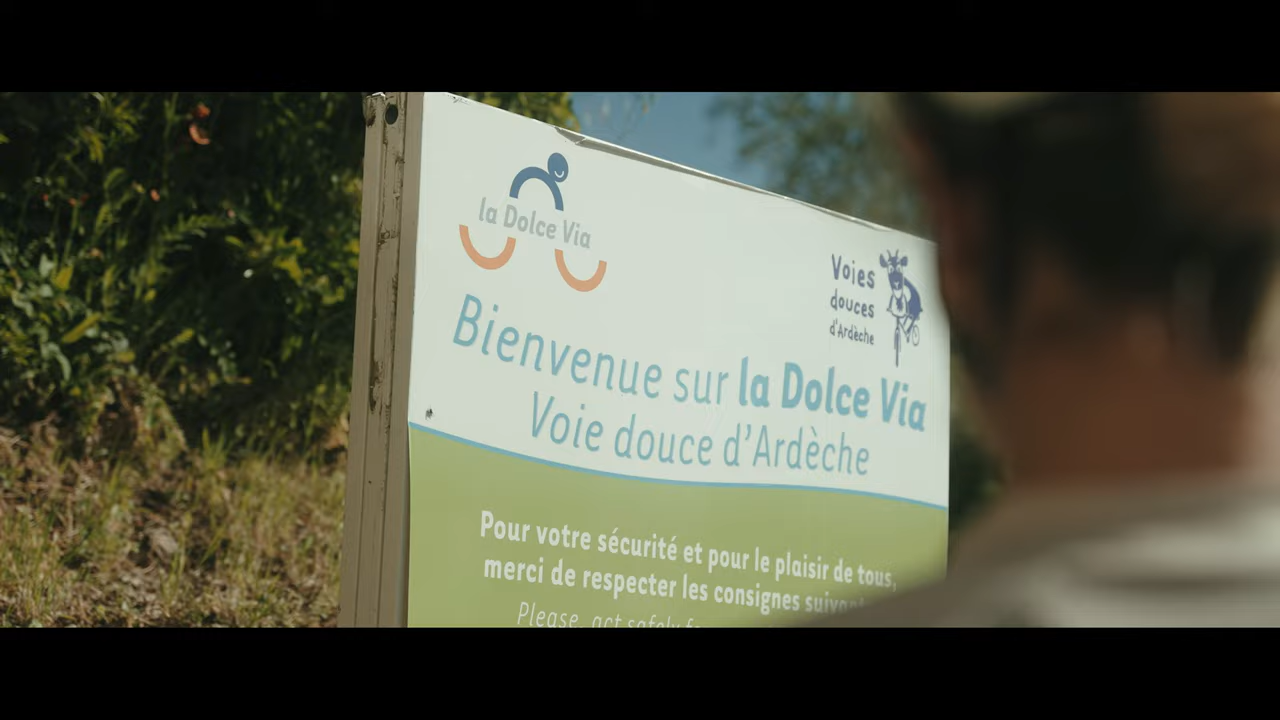 la Dolce Via
Voies
douces
d'Ardèche
Bienvenue sur la Dolce Via
Voie douce d'Ardèche
Pour votre sécurité et pour le plaisir de tous,
merci de respecter les consignes
Please, act safely